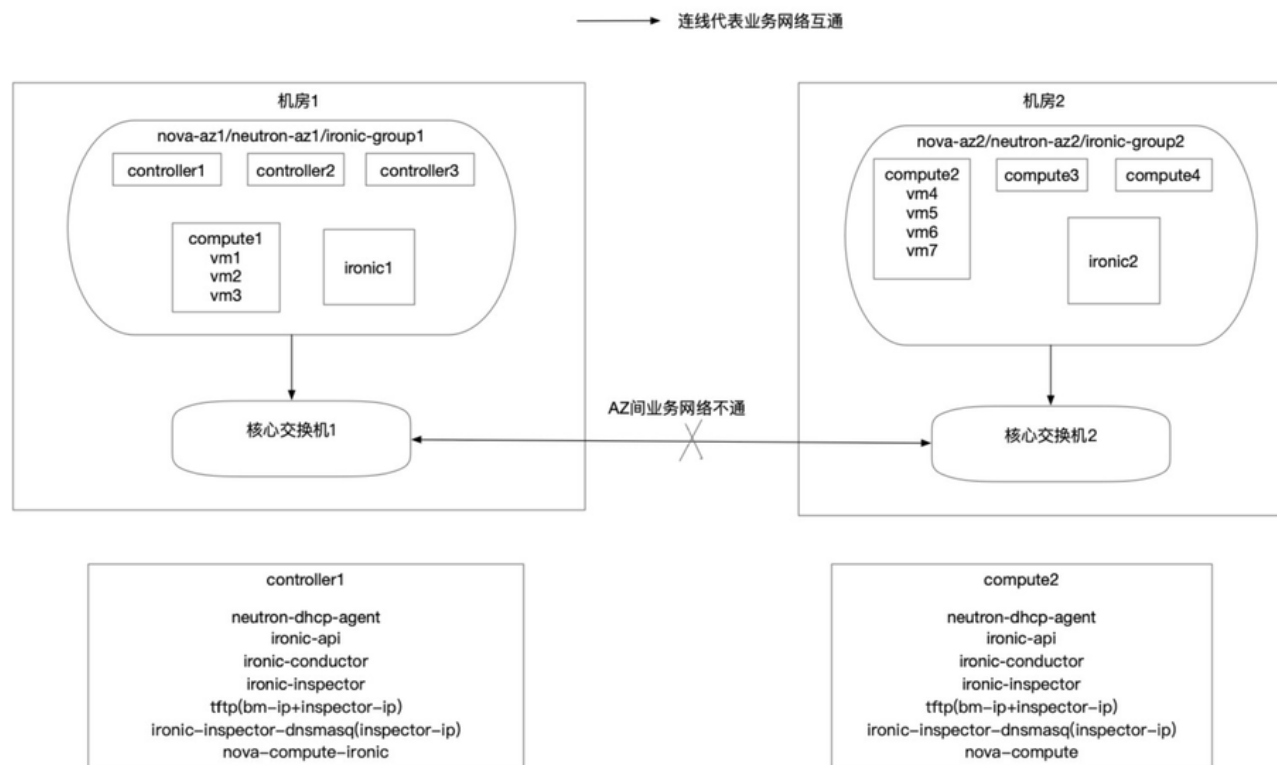 连线代表业务网络互通
机房1
nova-az1/neutron-az1/ironic-group1
controller1
controller2
controller3
compute1
vm1
vm2
vm3
ironic1
核心交换机1
AZ间业务网络不通
机房2
nova-az2/neutron-az2/ironic-group2
compute2
vm4
vm5
vm6
vm7
compute3
compute4
ironic2
核心交换机2
controller1
neutron-dhcp-agent
ironic-api
ironic-conductor
ironic-inspector
tftp(bm-ip+inspector-ip)
ironic-inspector-dnsmasq(inspector-ip)
nova-compute-ironic
compute2
neutron-dhcp-agent
ironic-api
ironic-conductor
ironic-inspector
tftp(bm-ip+inspector-ip)
ironic-inspector-dnsmasq(inspector-ip)
nova-compute